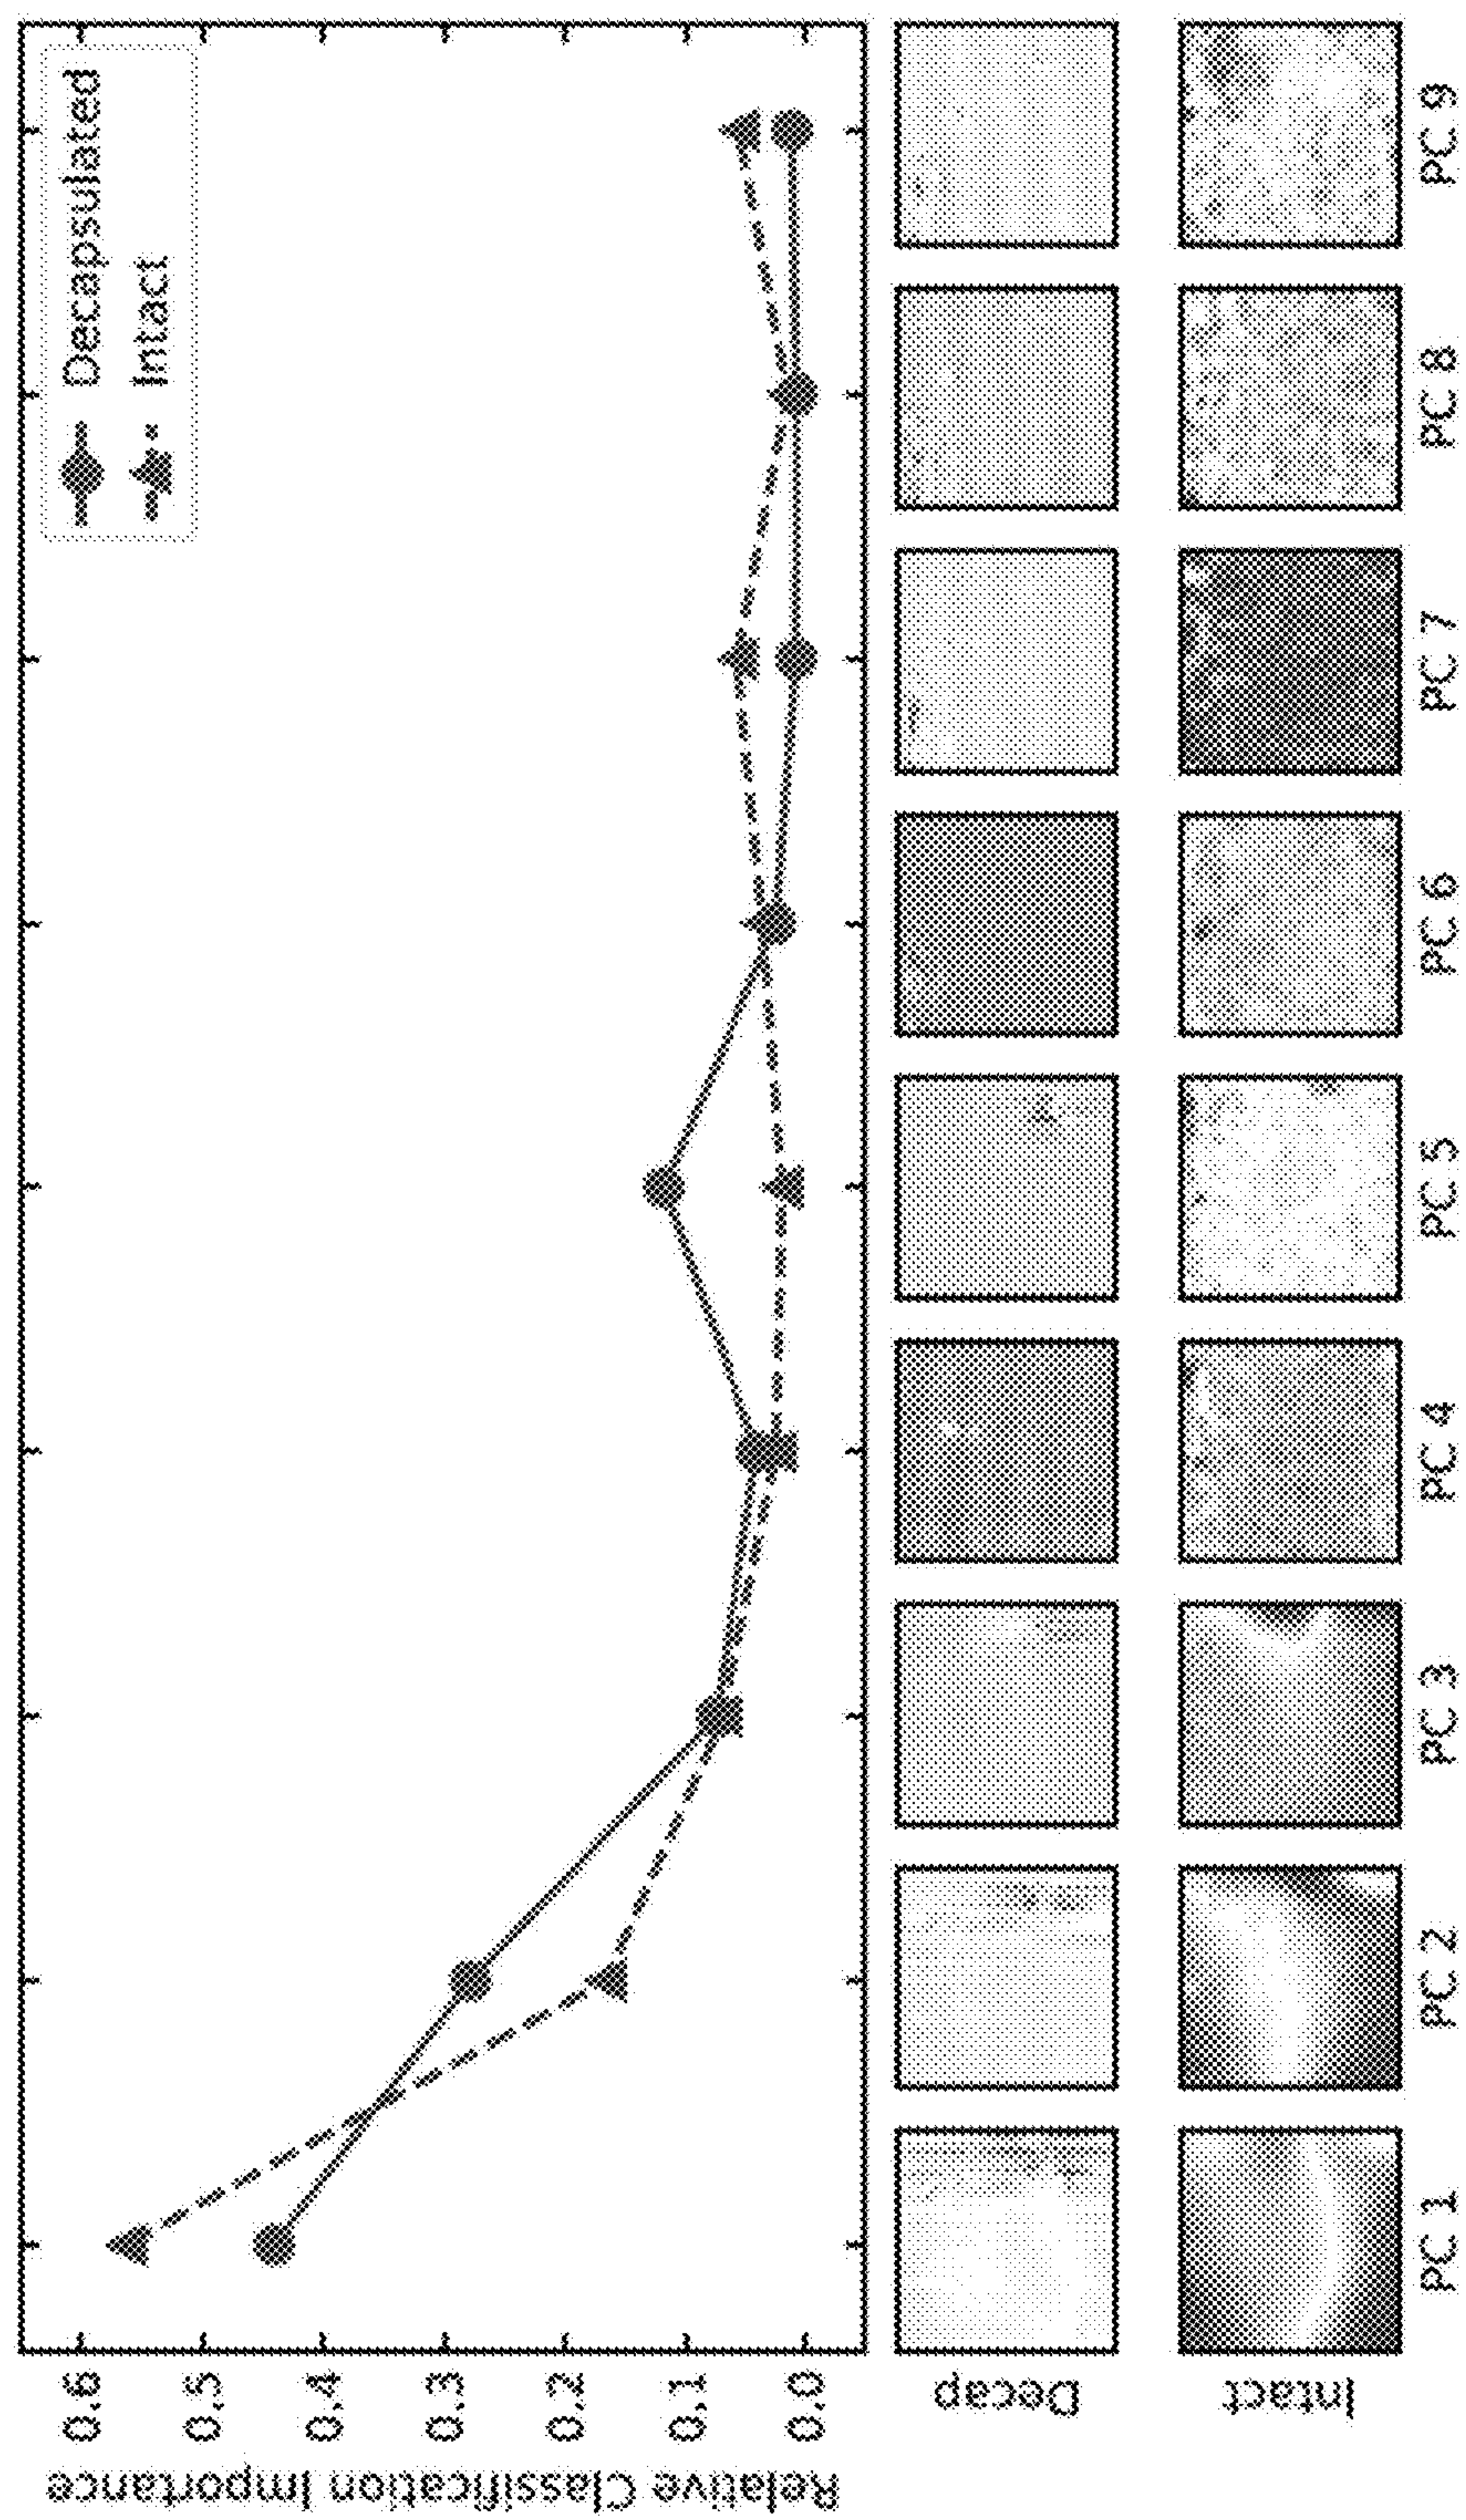 Relative Classification Importance
0.6
0.5
0.4
0.3
0.2
0.1
0.0
Decapsulated
Intact
Decap
Intact
PC 1
PC 2
PC 3
PC 4
PC 5
PC 6
PC 7
PC 8
PC 9